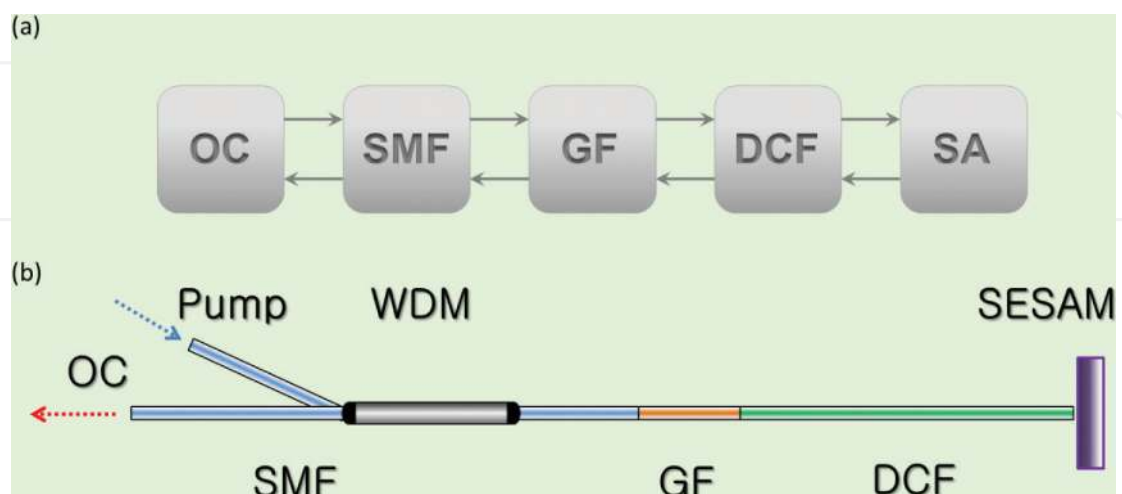 (a)
OC SMF GF DCF SA
(b)
Pump WDM SESAM
OC
SMF GF DCF